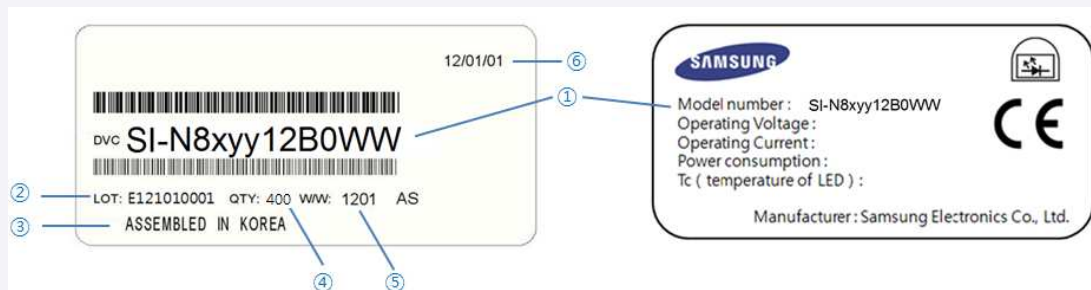 12/01/01
⑥
①
DVC SI-N8xyy12B0WW
② LOT: E121010001 QTY: 400 W/W: 1201 AS
③ ASSEMBLED IN KOREA
④ ⑤
SAMSUNG
Model number : SI-N8xyy12B0WW
Operating Voltage :
Operating Current :
Power consumption :
Tc ( temperature of LED ) :
CE
Manufacturer : Samsung Electronics Co., Ltd.